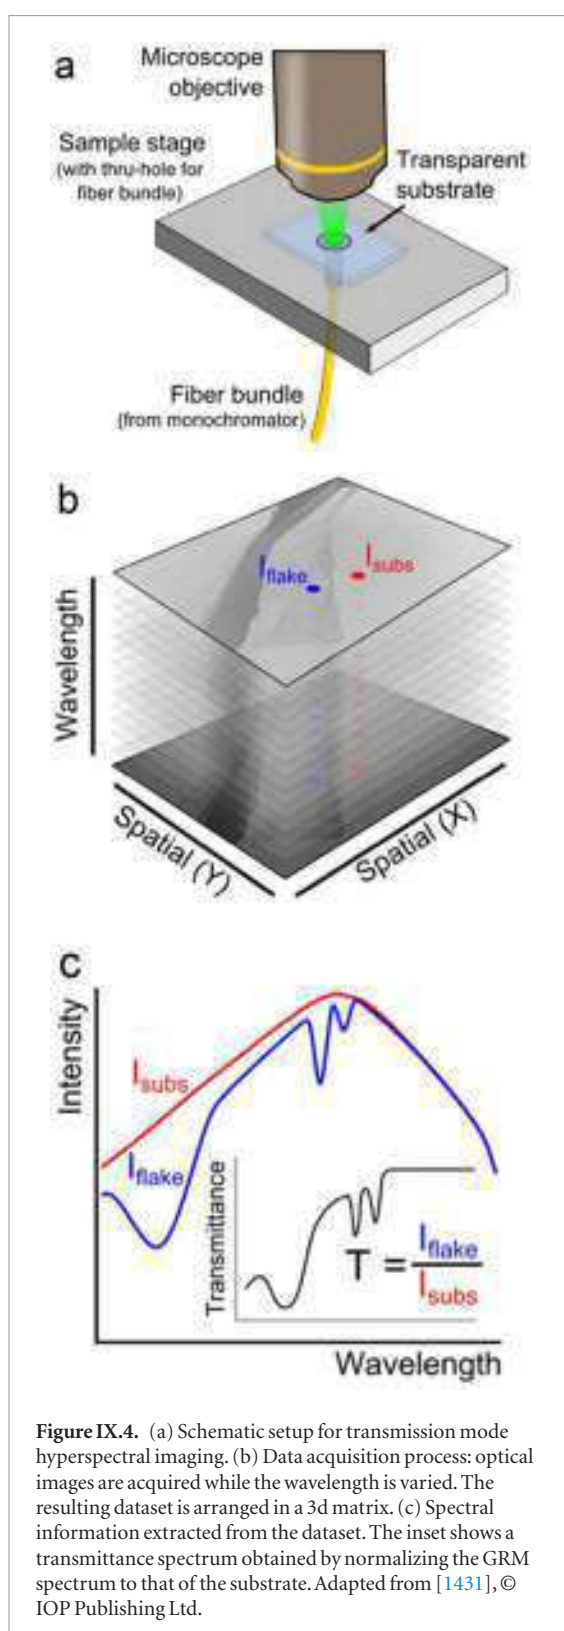 a
Microscope
objective
Sample stage
(with thru-hole for
fiber bundle)
Transparent
substrate
Fiber bundle
(from monochromator)
b
Iflake
Isubs
Wavelength
Spatial (Y)
Spatial (X)
c
Intensity
Isubs
Iflake
Transmittance
T = Iflake
Isubs
Wavelength
Figure IX.4. (a) Schematic setup for transmission mode
hyperspectral imaging. (b) Data acquisition process: optical
images are acquired while the wavelength is varied. The
resulting dataset is arranged in a 3d matrix. (c) Spectral
information extracted from the dataset. The inset shows a
transmittance spectrum obtained by normalizing the GRM
spectrum to that of the substrate. Adapted from [1431], ©
IOP Publishing Ltd.